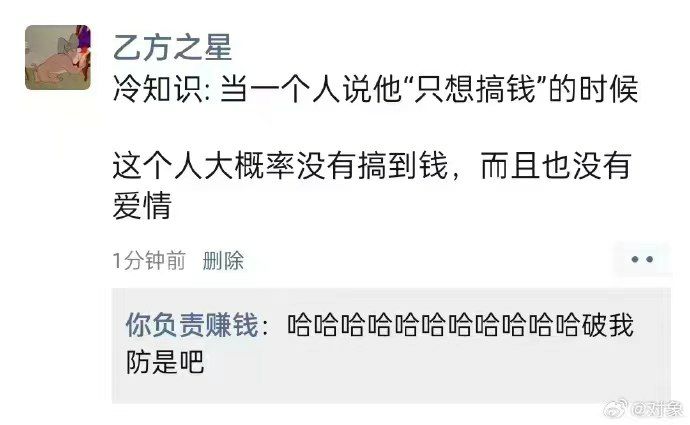 乙方之星
冷知识: 当一个人说他“只想搞钱”的时候
这个人大概率没有搞到钱，而且也没有
爱情
1分钟前 删除
你负责赚钱：哈哈哈哈哈哈哈哈哈哈哈破我
防是吧
@对象